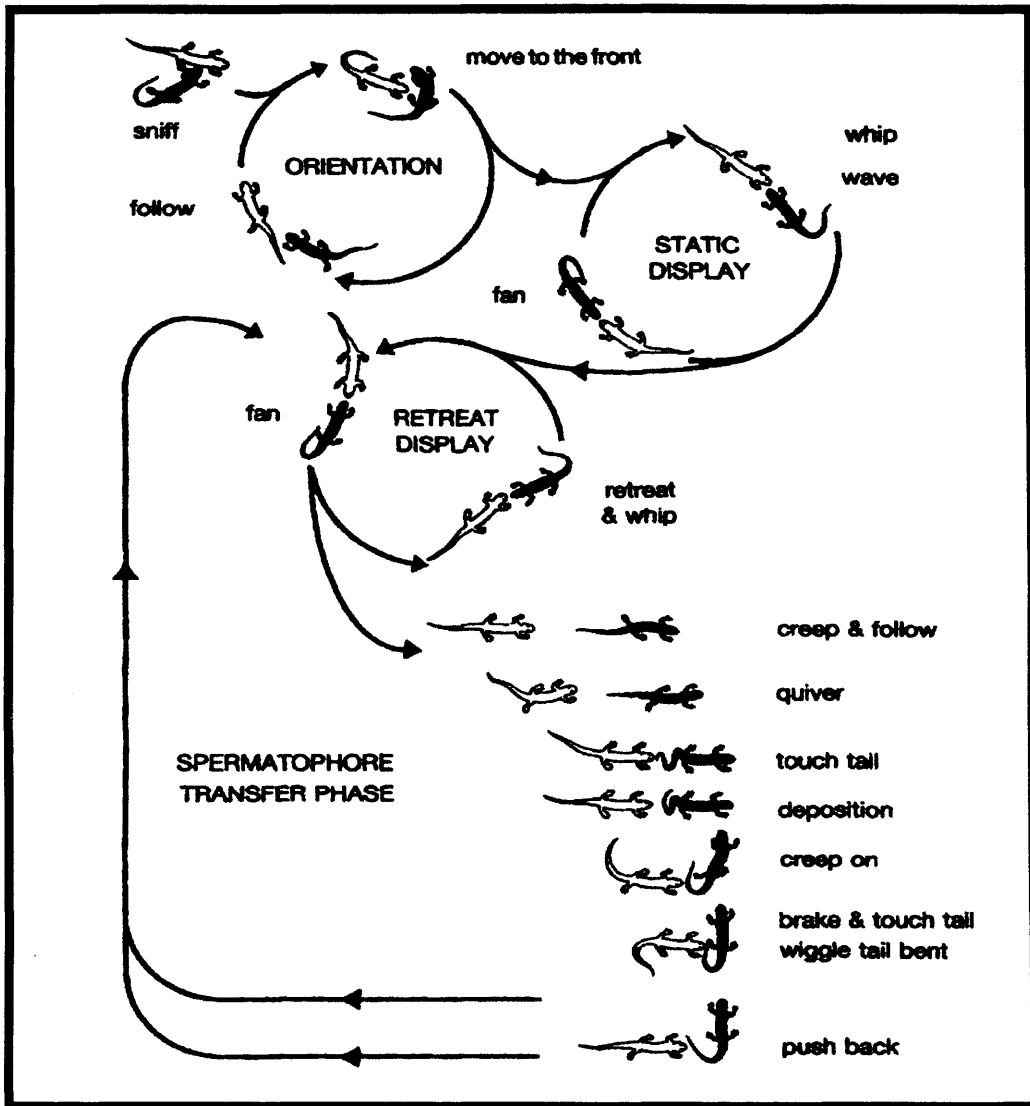 move to the front
sniff
ORIENTATION
follow
whip
wave
STATIC
DISPLAY
fan
fan
RETREAT
DISPLAY
retreat
& whip
creep & follow
quiver
SPERMATOPHORE
TRANSFER PHASE
touch tail
deposition
creep on
brake & touch tail
wiggle tail bent
push back